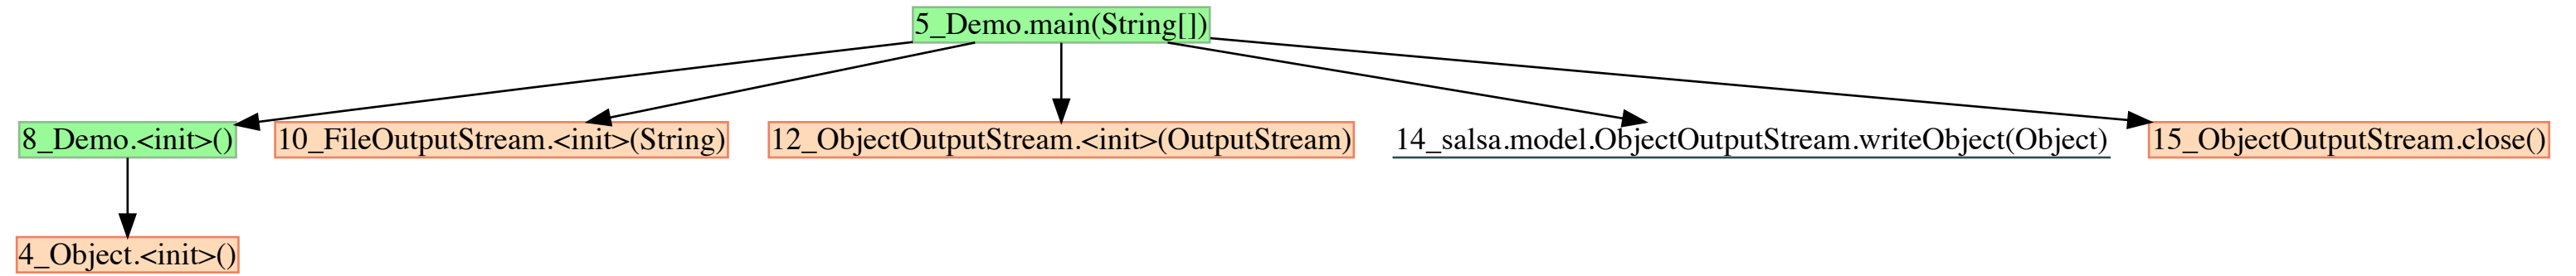 5_Demo.main(String[])
8_Demo.<init>()
10_FileOutputStream.<init>(String)
12_ObjectOutputStream.<init>(OutputStream)
14_salsa.model.ObjectOutputStream.writeObject(Object)
15_ObjectOutputStream.close()
4_Object.<init>()